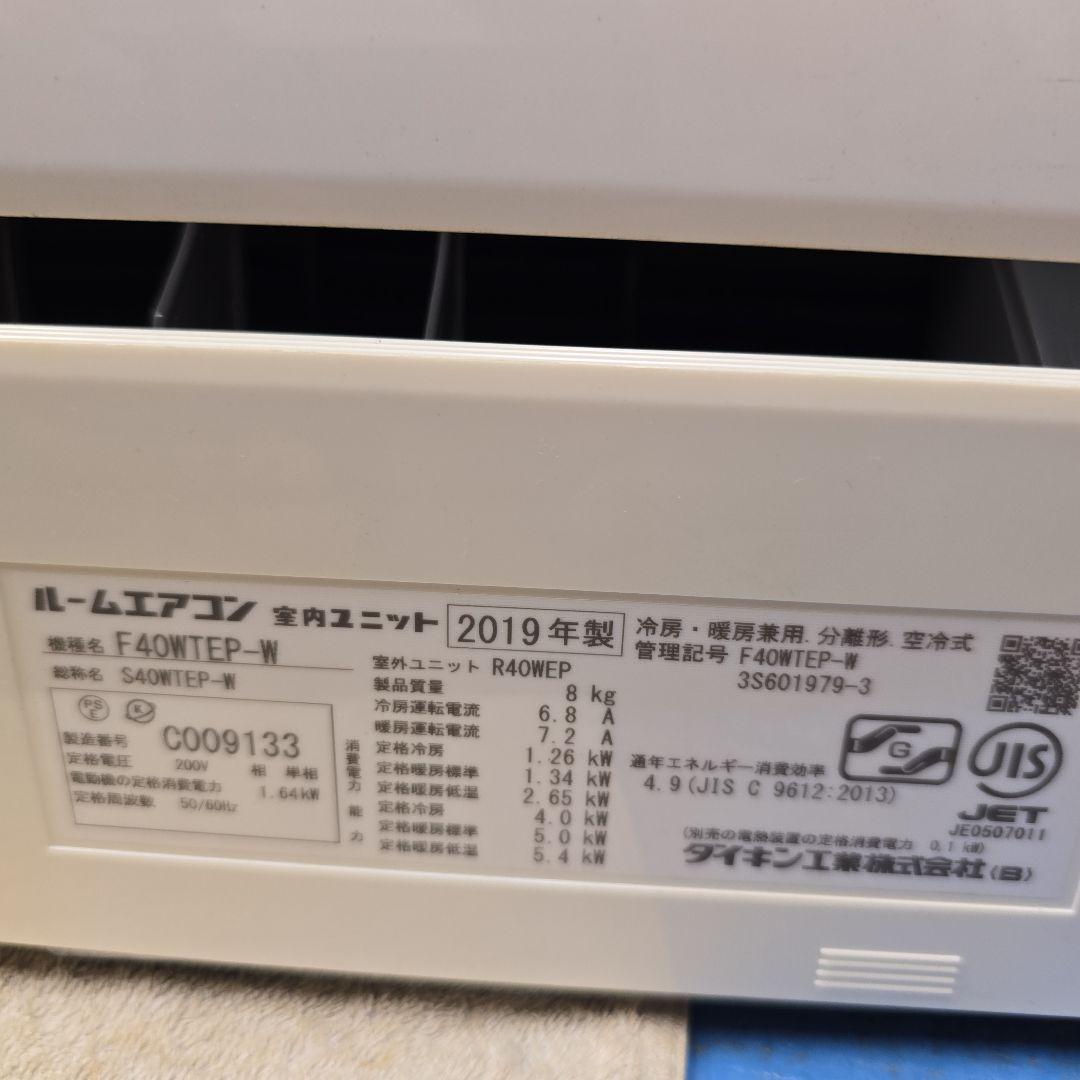 ルームエアコン 室内ユニット 2019年製
機種名 F40WTEP-W
総称名 S40WTEP-W
PS
E
製造番号 C009133
定格電圧 200V 相 単相
電動機の定格消費電力 1.64kW
定格周波数 50/60Hz
室外ユニット R40WEP
製品質量 8 kg
冷房運転電流 6.8 A
暖房運転電流 7.2 A
消費電力
定格冷房 1.26 kW
定格暖房標準 1.34 kW
定格暖房低温 2.65 kW
能力
定格冷房 4.0 kW
定格暖房標準 5.0 kW
定格暖房低温 5.4 kW
冷房・暖房兼用.分離形.空冷式
管理記号 F40WTEP-W
3S601979-3
通年エネルギー消費効率
4.9(JIS C 9612:2013)
G
JIS
JET
JE0507011
(別売の電熱装置の定格消費電力 0.1 kW)
ダイキン工業株式会社(B)